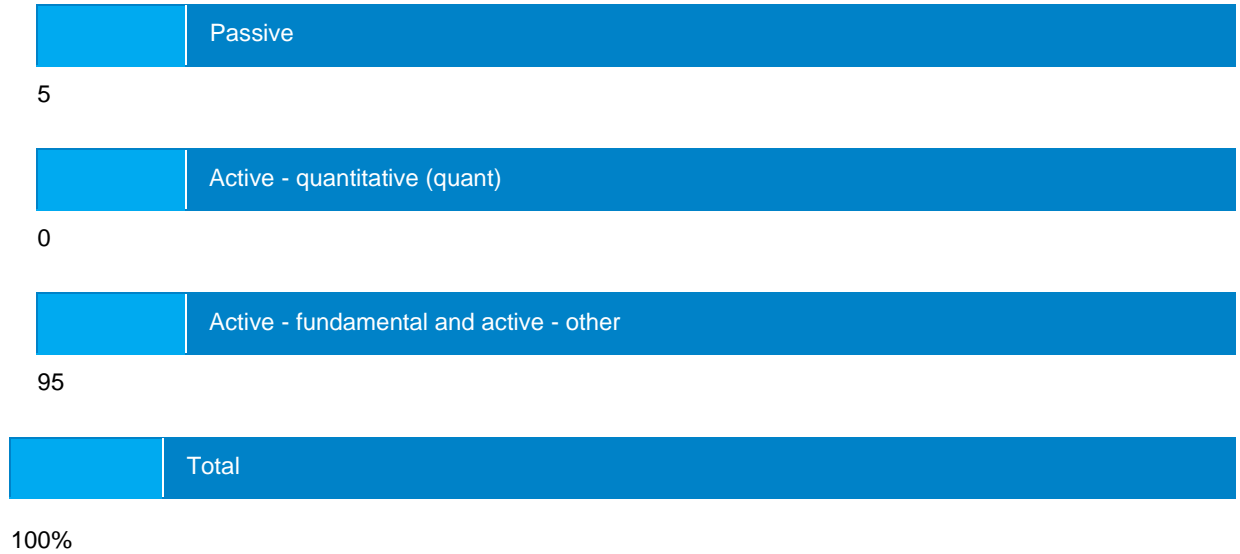 Passive
5
Active - quantitative (quant)
0
Active - fundamental and active - other
95
Total
100%